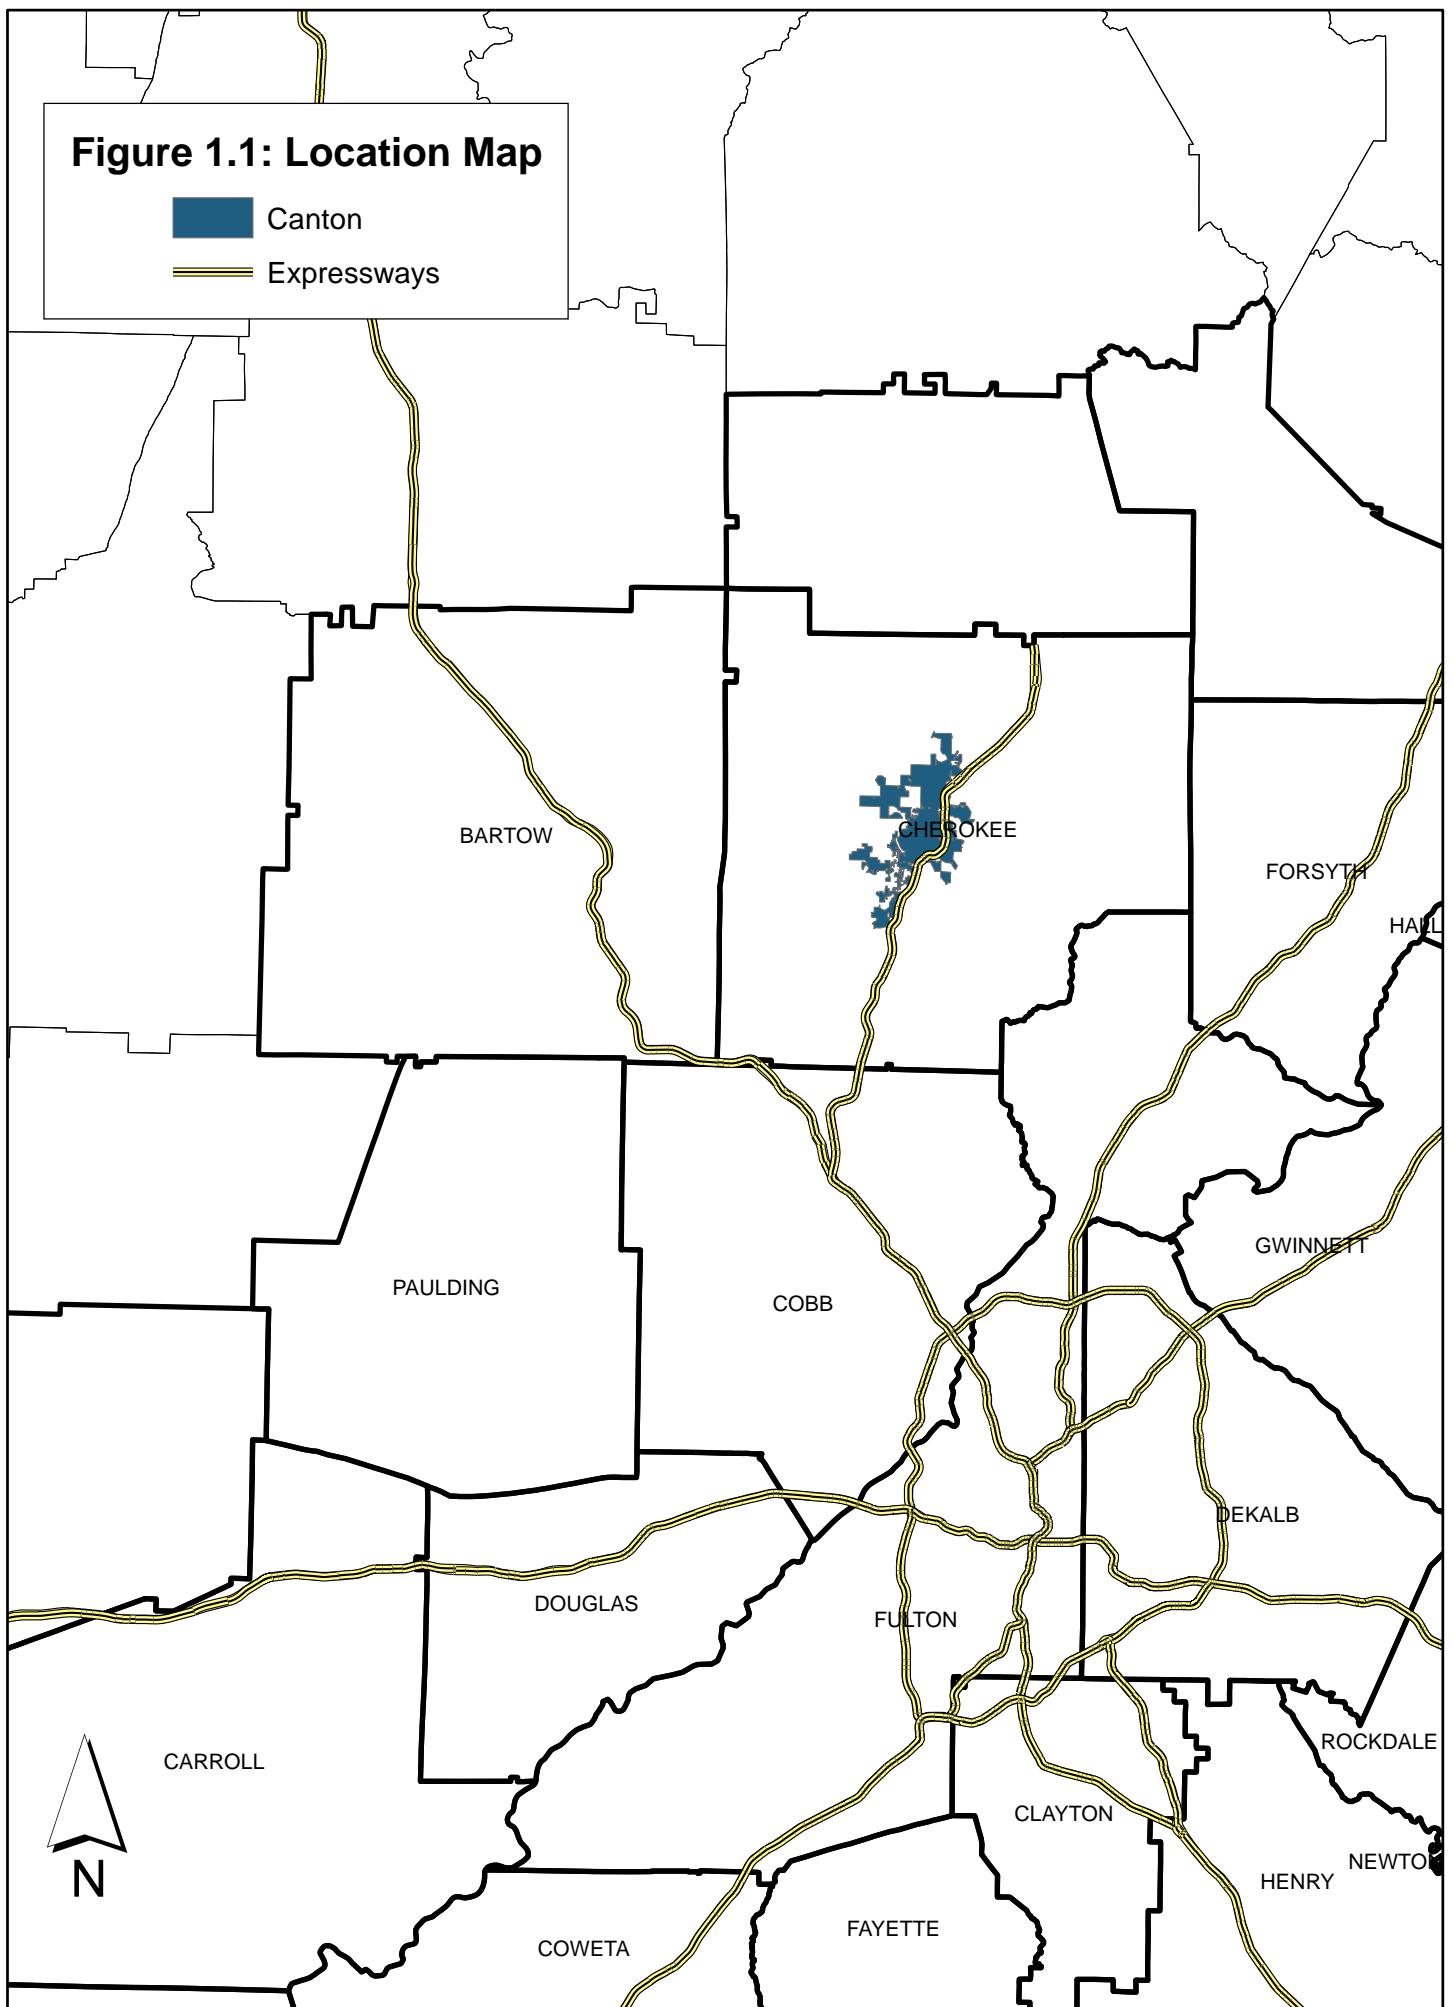 Figure 1.1: Location Map
Canton
Expressways
BARTOW
CHEROKEE
FORSYTH
HALL
GWINNETT
PAULDING
COBB
DEKALB
DOUGLAS
FULTON
ROCKDALE
CARROLL
CLAYTON
NEWTO
HENRY
N
FAYETTE
COWETA